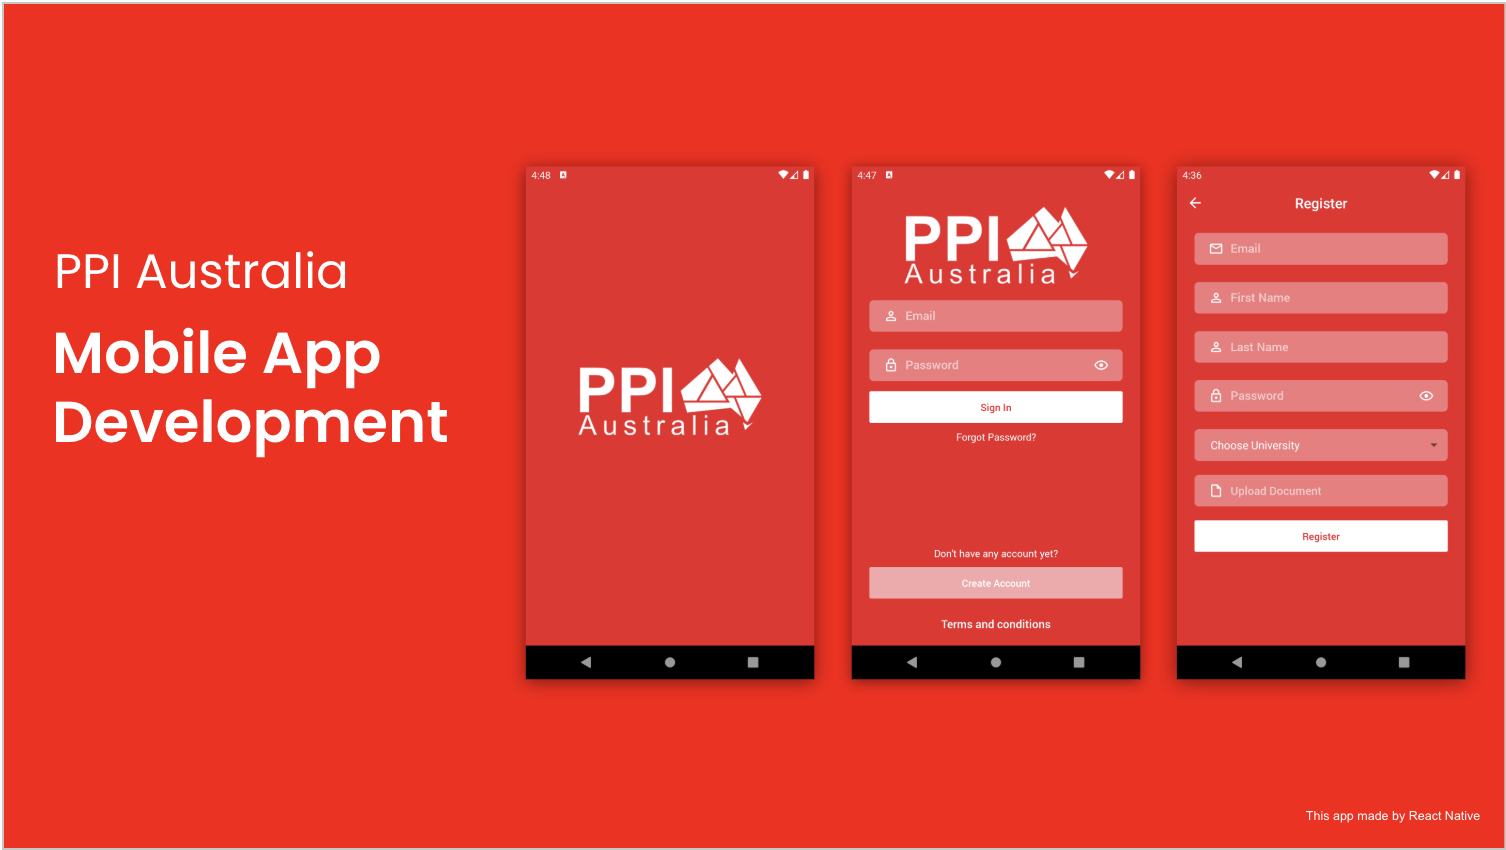 PPI Australia
Mobile App
Development
4:48
PPI
Australia
4:47
PPI
Australia
Email
Password
Sign In
Forgot Password?
Don't have any account yet?
Create Account
Terms and conditions
4:36
Register
Email
First Name
Last Name
Password
Choose University
Upload Document
Register
This app made by React Native